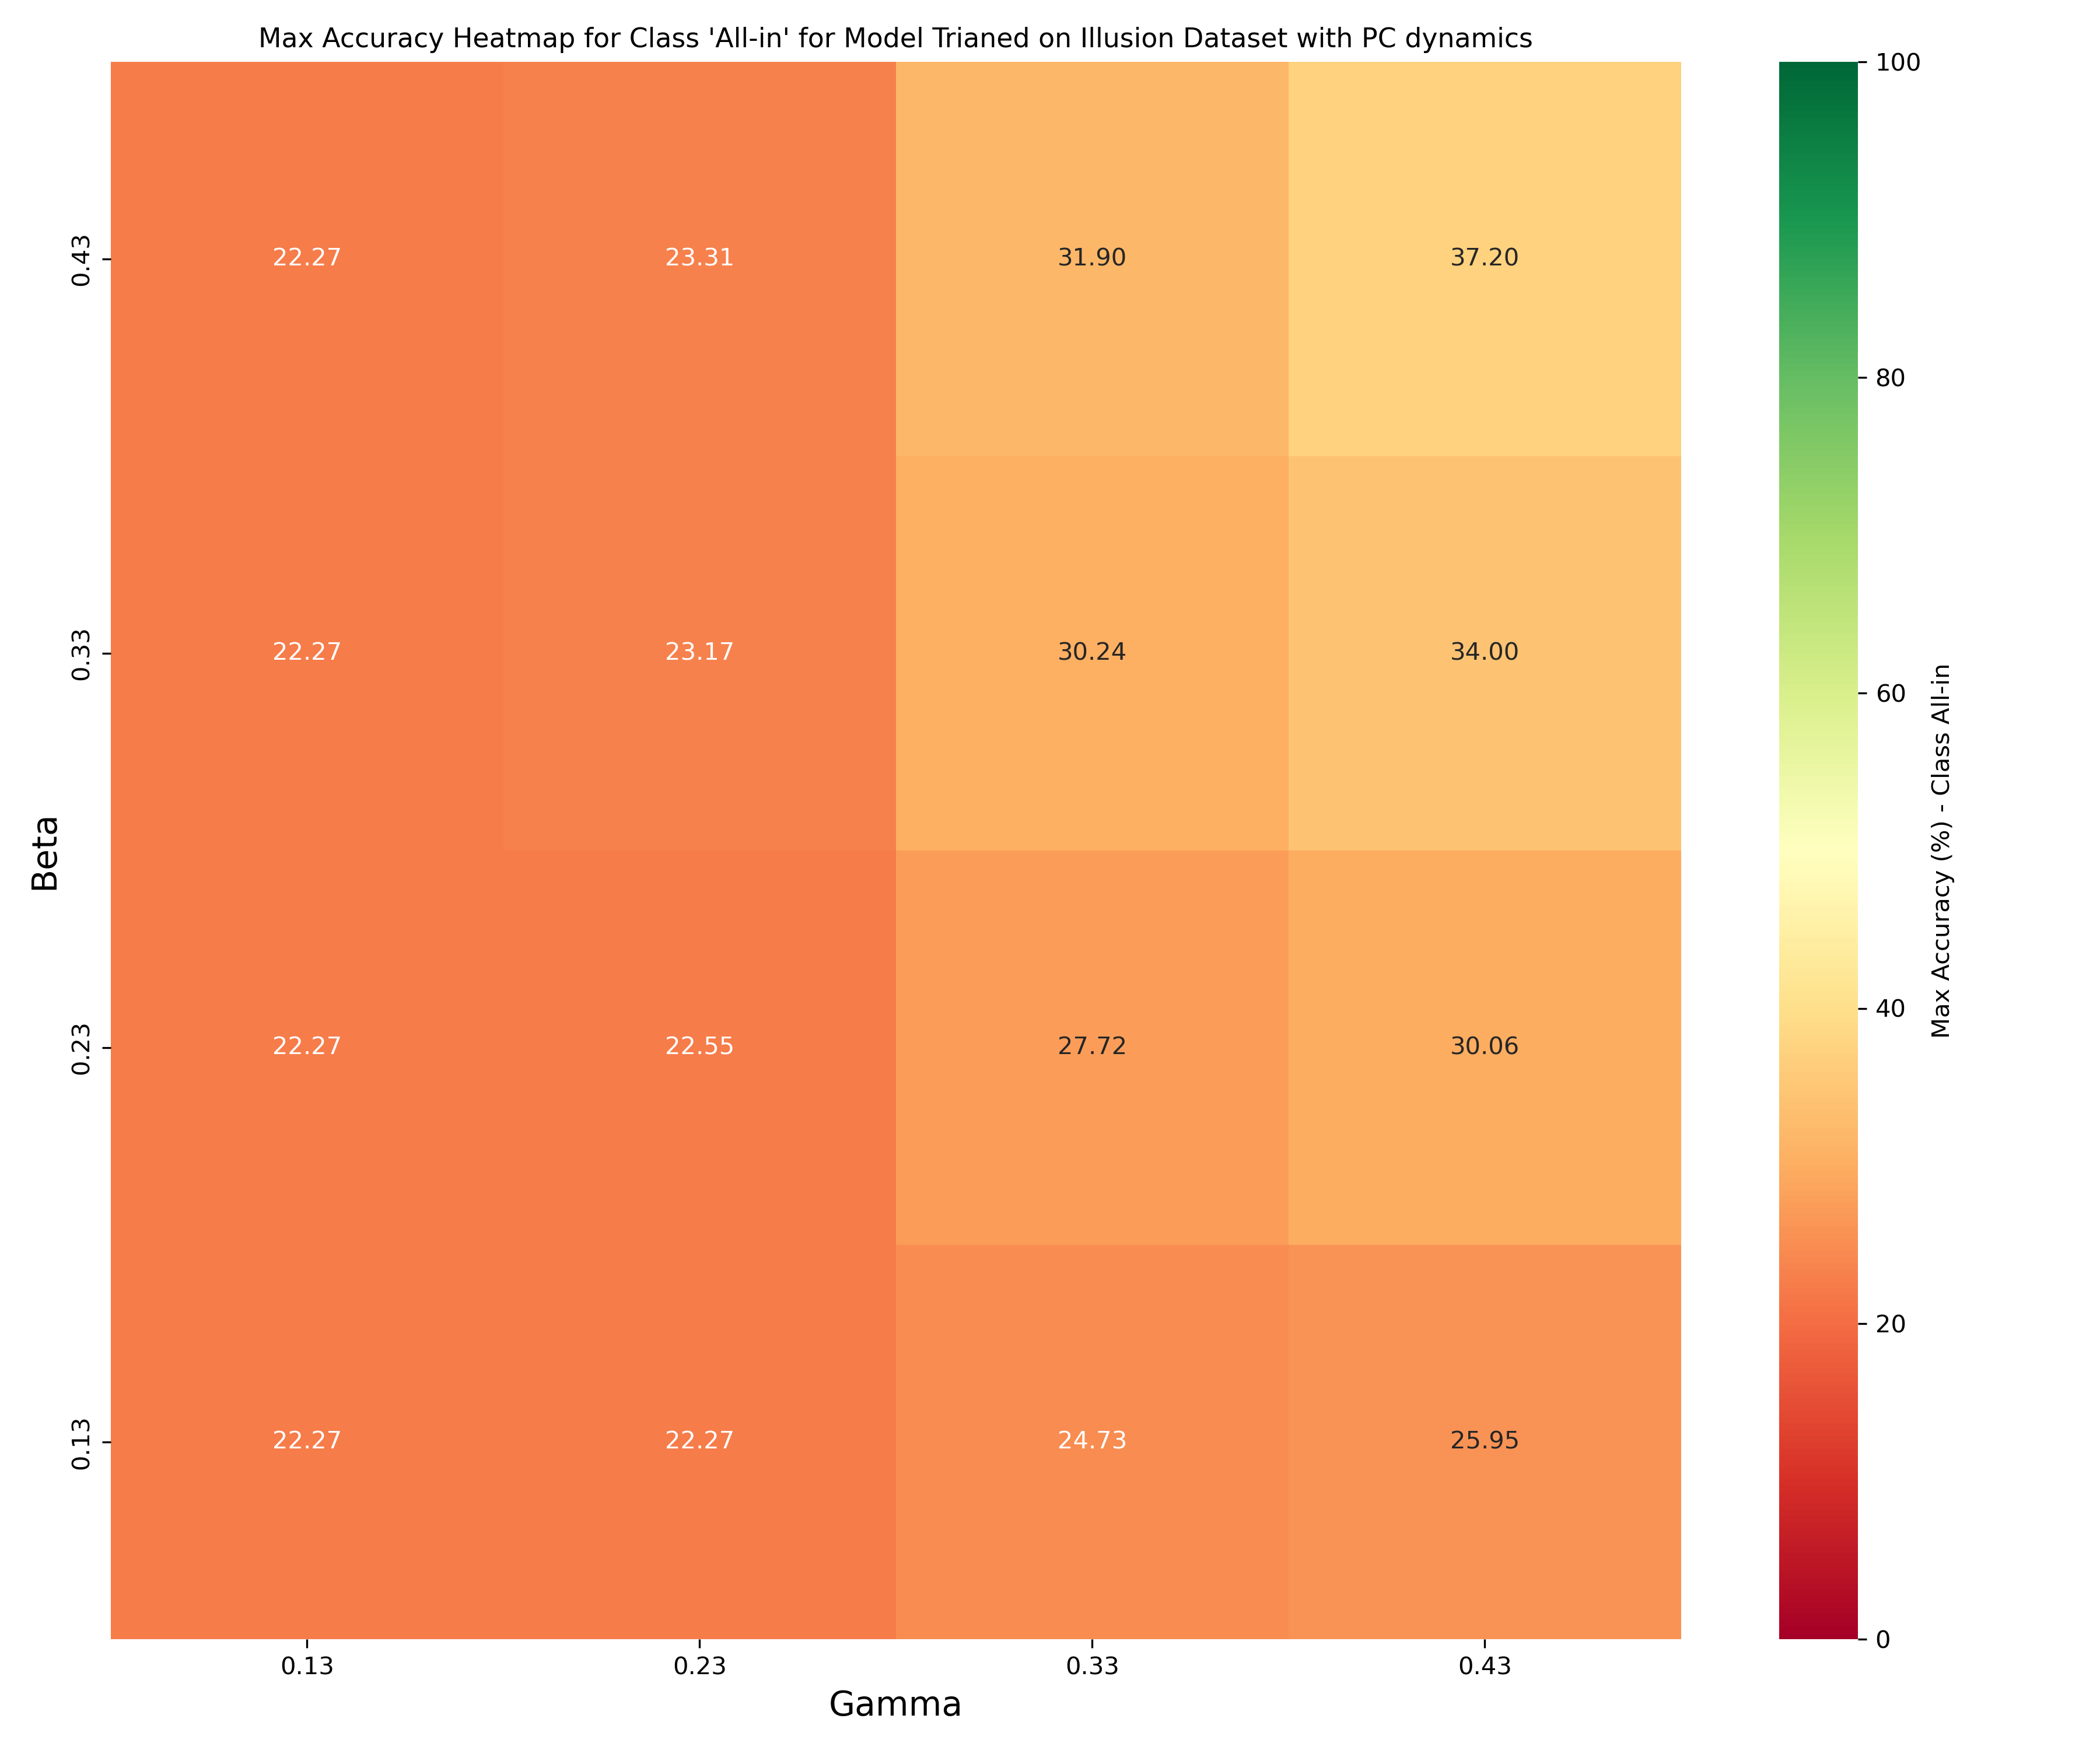 Max Accuracy Heatmap for Class 'All-in' for Model Trianed on Illusion Dataset with PC dynamics
Beta
0.43
22.27 23.31 31.90 37.20
0.33
22.27 23.17 30.24 34.00
0.23
22.27 22.55 27.72 30.06
0.13
22.27 22.27 24.73 25.95
0.13 0.23 0.33 0.43
Gamma
100
80
60
40
20
0
Max Accuracy (%) - Class All-in